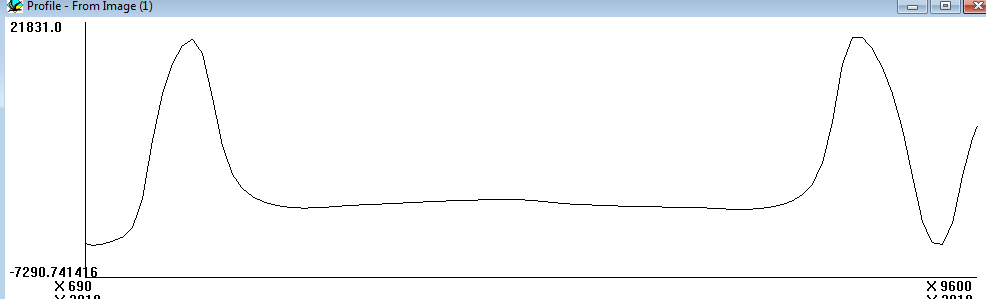 Profile - From Image (1)
21831.0
-7290.741416
X 690
X 9600